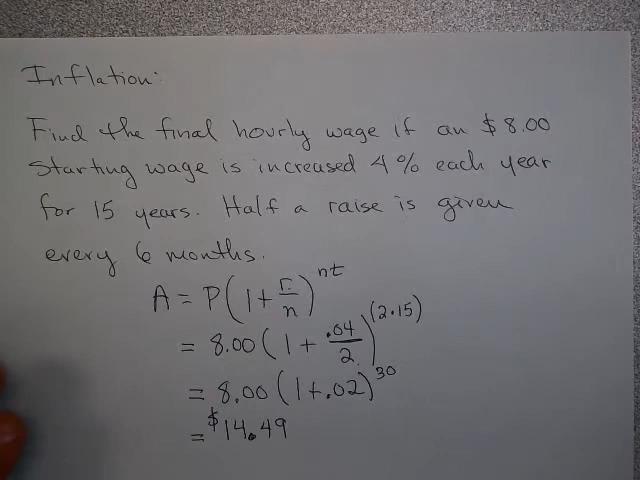 Inflation:
Find the final hourly wage if an $8.00
starting wage is increased 4% each year
for 15 years. Half a raise is given
every 6 months.
A = P(1 + r/n)^nt
= 8.00(1 + .04/2)^(2·15)
= 8.00(1+.02)^30
= $14.49